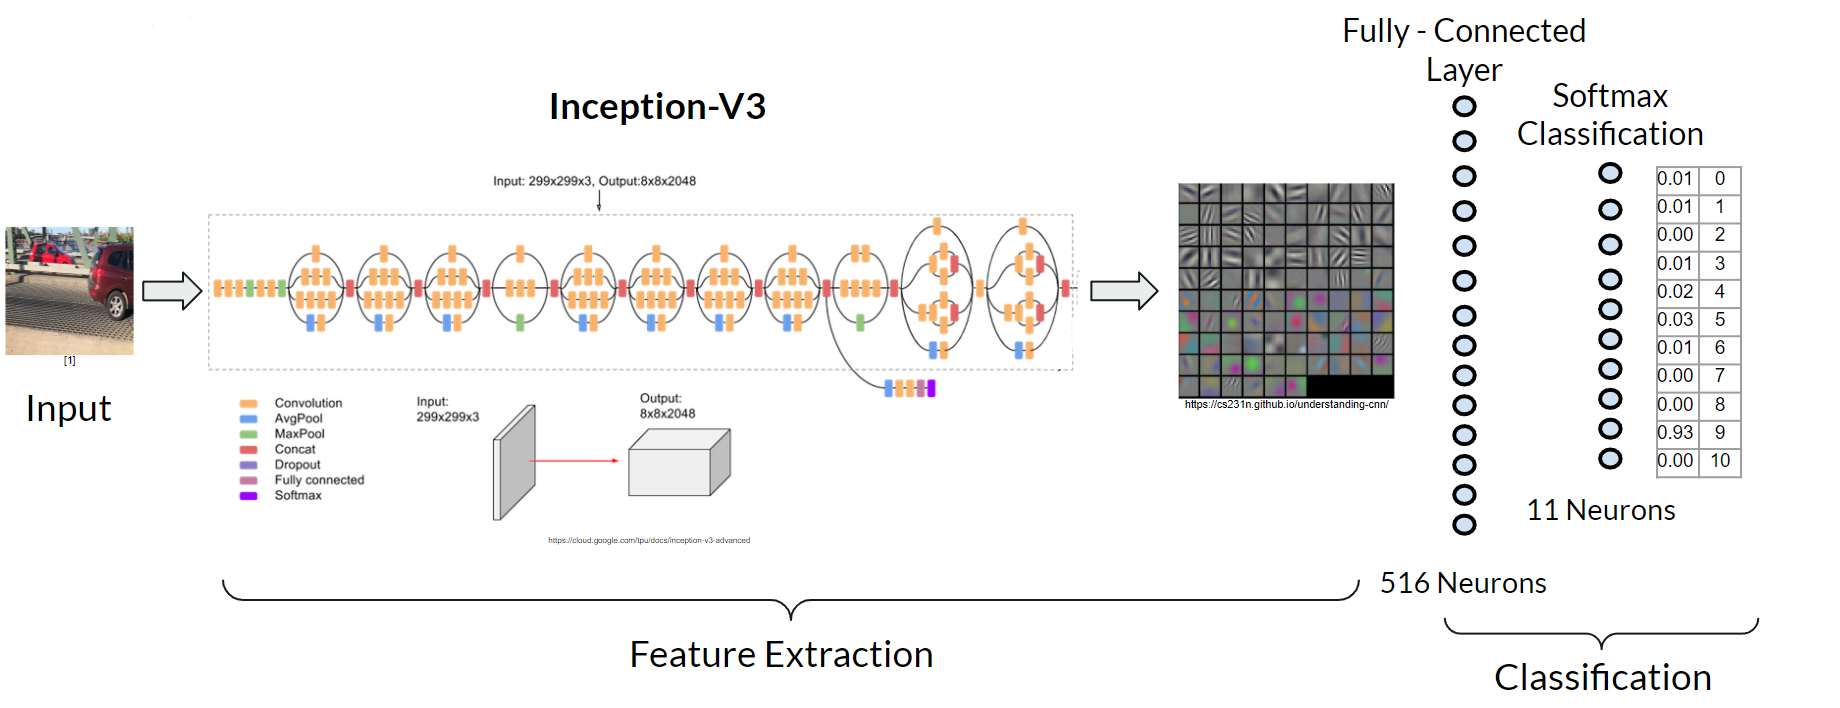 Fully - Connected
Layer
Softmax
Classification
Inception-V3
Input: 299x299x3, Output:8x8x2048
[1]
Input
Convolution
AvgPool
MaxPool
Concat
Dropout
Fully connected
Softmax
Input:
299x299x3
Output:
8x8x2048
https://cloud.google.com/tpu/docs/inception-v3-advanced
https://cs231n.github.io/understanding-cnn/
0.01 0
0.01 1
0.00 2
0.01 3
0.02 4
0.03 5
0.01 6
0.00 7
0.00 8
0.93 9
0.00 10
11 Neurons
516 Neurons
Feature Extraction
Classification